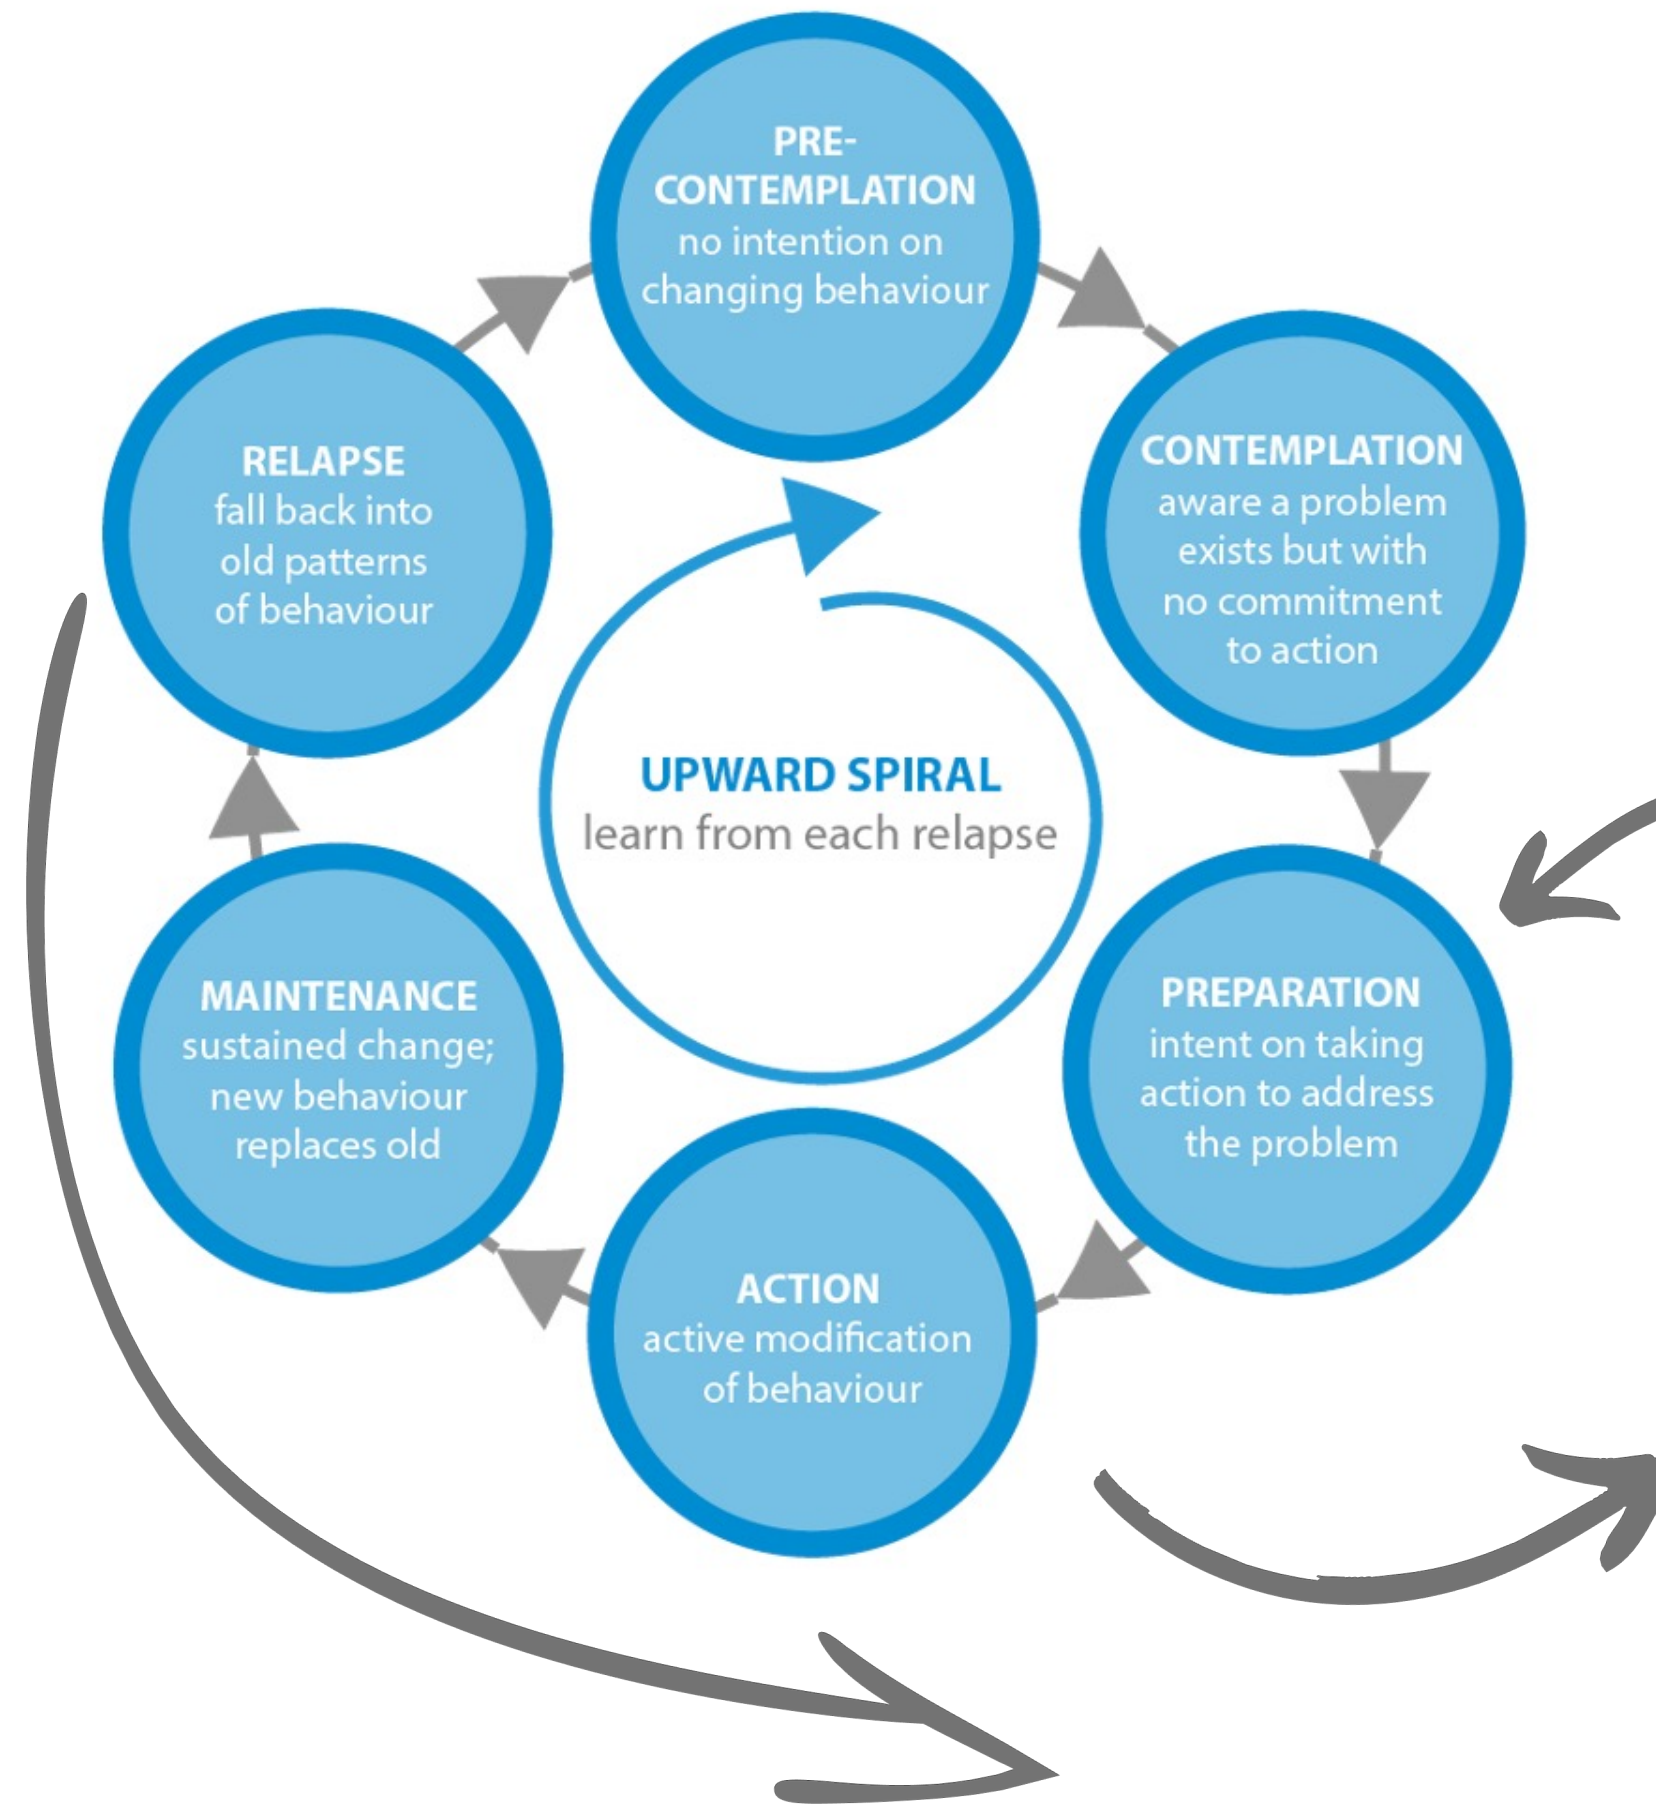 PRE-
CONTEMPLATION
no intention on
changing behaviour
CONTEMPLATION
aware a problem
exists but with
no commitment
to action
PREPARATION
intent on taking
action to address
the problem
ACTION
active modification
of behaviour
MAINTENANCE
sustained change;
new behaviour
replaces old
RELAPSE
fall back into
old patterns
of behaviour
UPWARD SPIRAL
learn from each relapse